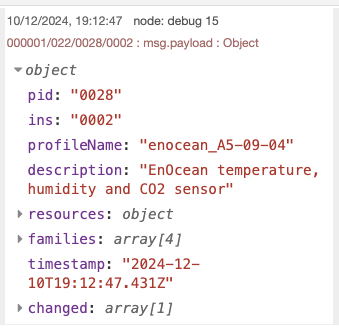 10/12/2024, 19:12:47 node: debug 15
000001/022/0028/0002 : msg.payload : Object
object
pid: "0028"
ins: "0002"
profileName: "enocean_A5-09-04"
description: "EnOcean temperature,
humidity and CO2 sensor"
resources: object
families: array[4]
timestamp: "2024-12-
10T19:12:47.431Z"
changed: array[1]